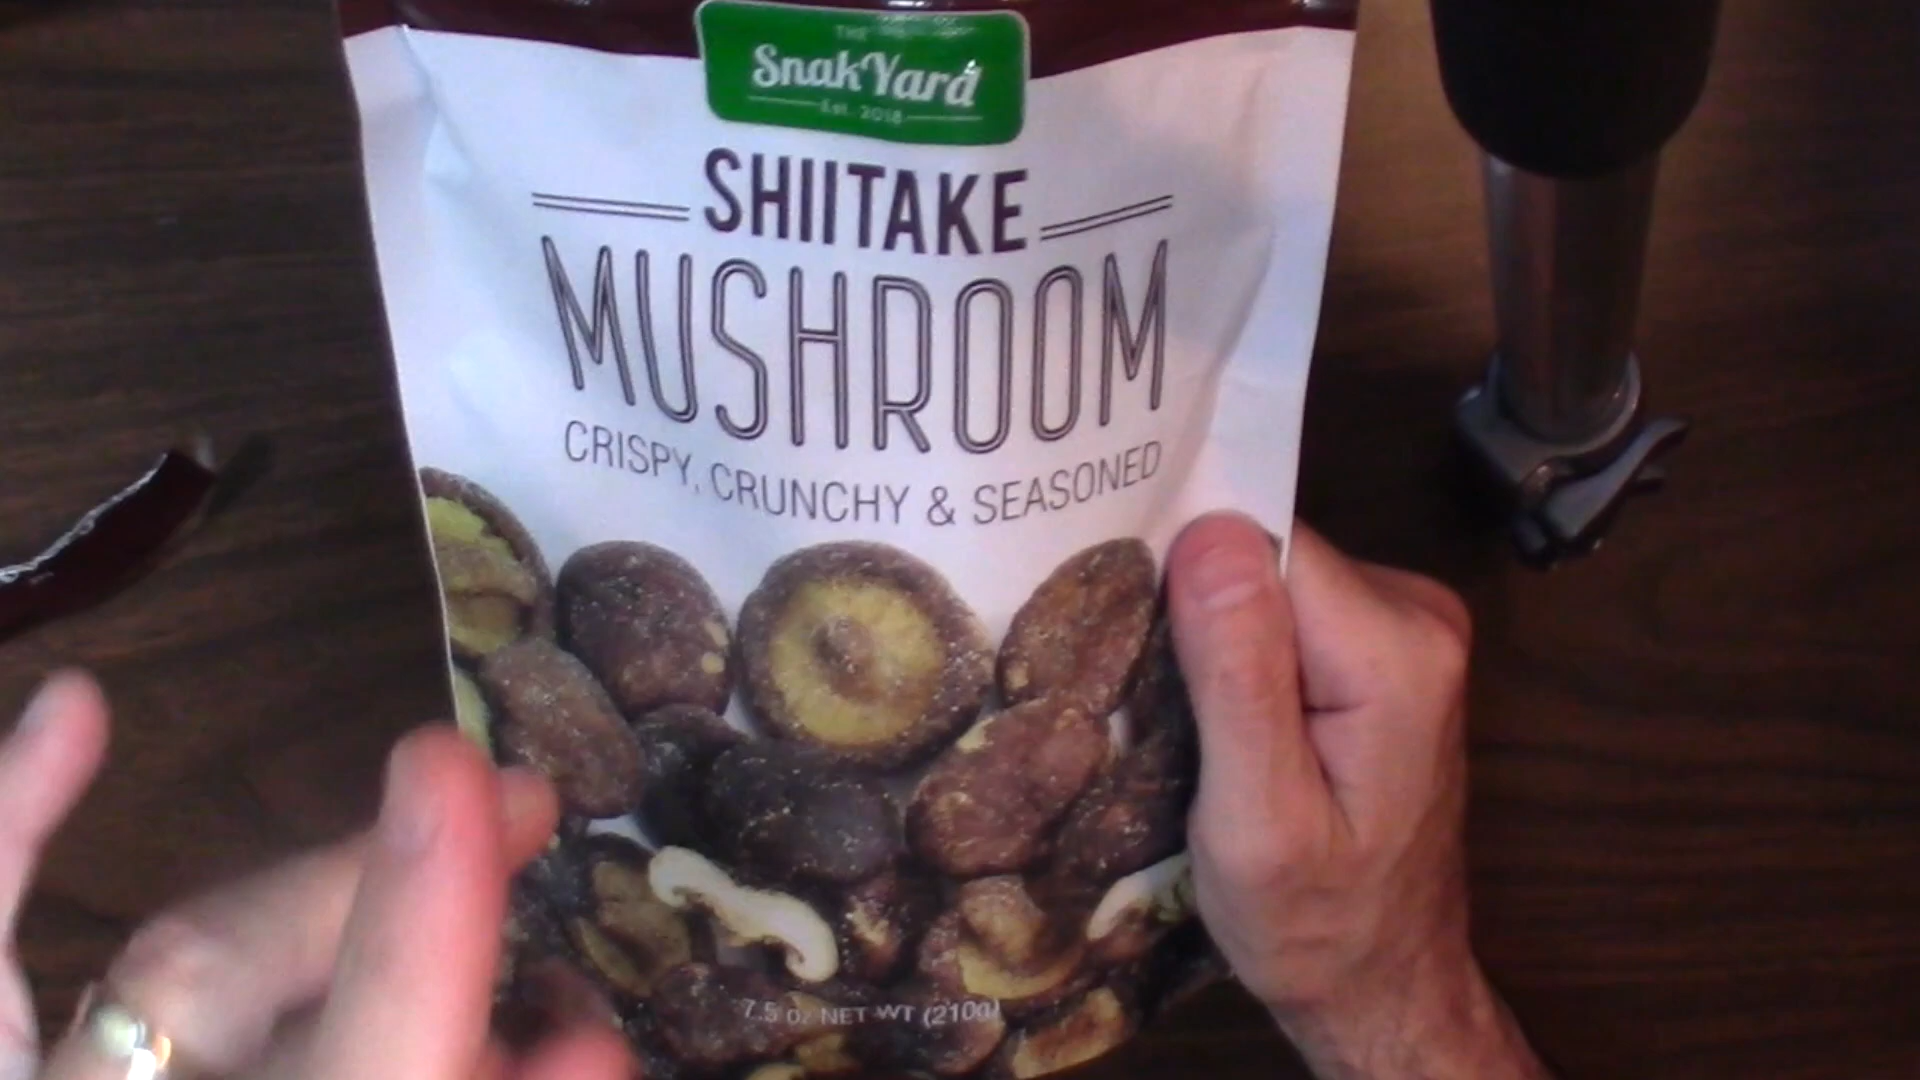 THE
SnakYard
Est. 2018
SHIITAKE
MUSHROOM
CRISPY, CRUNCHY & SEASONED
7.5 oz NET WT (210g)